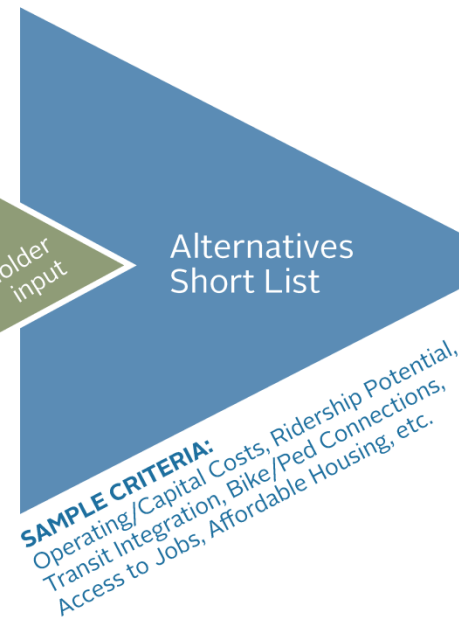 input
Alternatives
Short List
SAMPLE CRITERIA:
Operating/Capital Costs, Ridership Potential,
Transit Integration, Bike/Ped Connections,
Access to Jobs, Affordable Housing, etc.